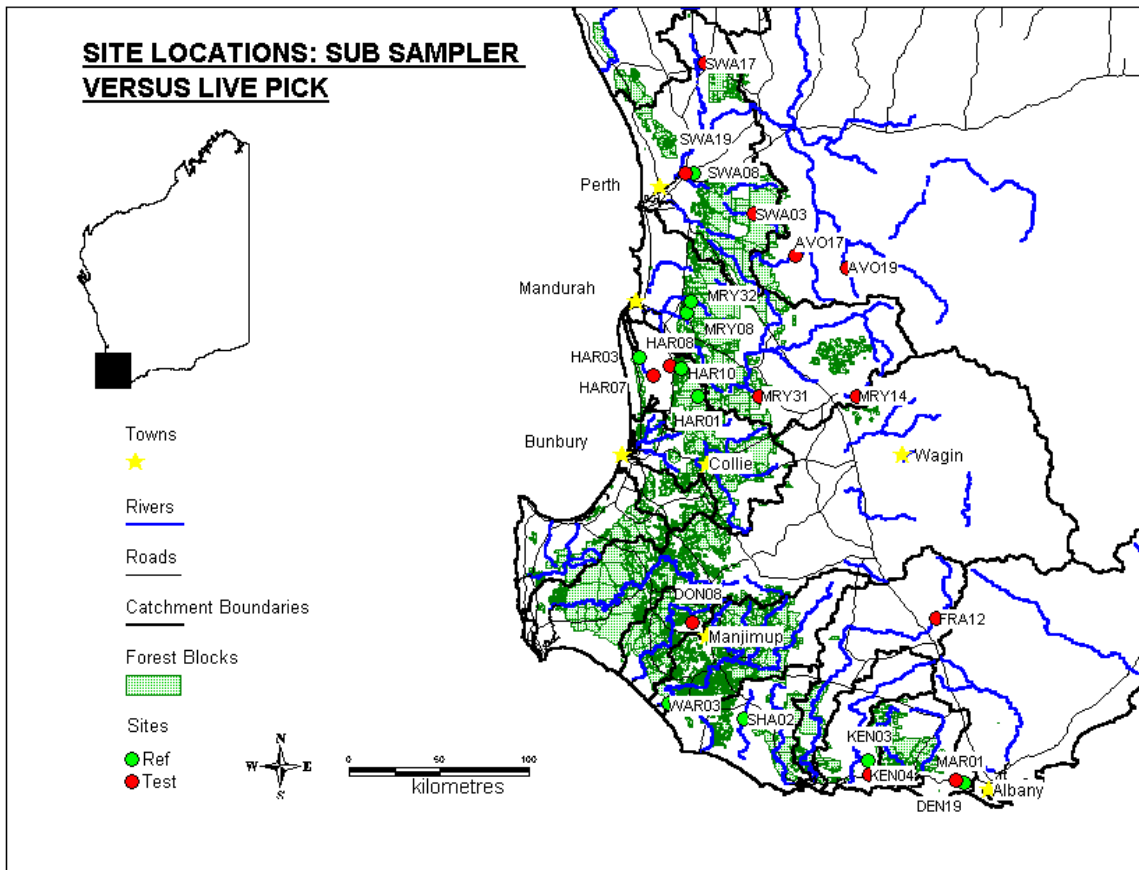 SITE LOCATIONS: SUB SAMPLER
VERSUS LIVE PICK
SWA17
SWA19
SWA08
Perth
SWA03
AVO17
AVO19
Mandurah
MRY32
MRY08
HAR08
HAR03
HAR10
HAR07
MRY31
MRY14
HAR01
Bunbury
Collie
Wagin
Towns
Rivers
Roads
Catchment Boundaries
Forest Blocks
Sites
Ref
Test
N
W E
S
0 50 100
kilometres
DON08
Manjimup
FRA12
WAR03
SHA02
KEN03
KEN04
MAR01
Albany
DEN19